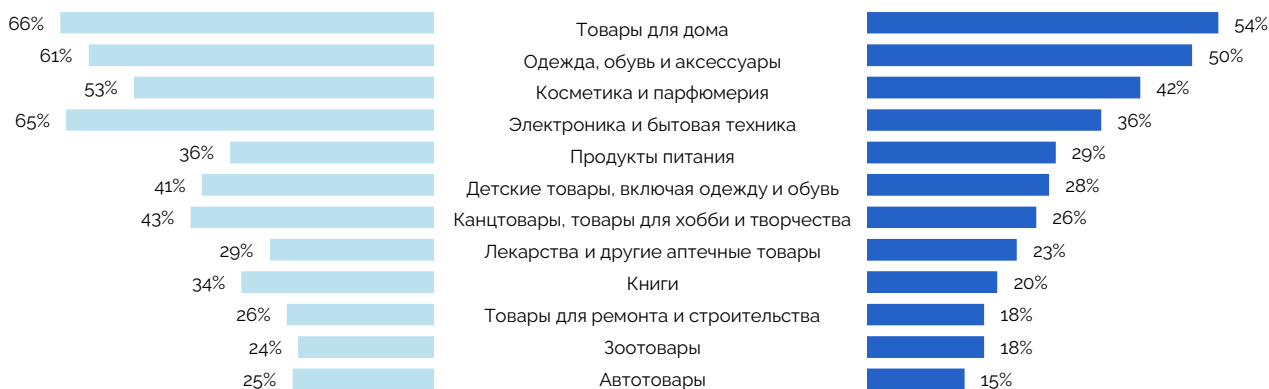 66% Товары для дома 54%
61% Одежда, обувь и аксессуары 50%
53% Косметика и парфюмерия 42%
65% Электроника и бытовая техника 36%
36% Продукты питания 29%
41% Детские товары, включая одежду и обувь 28%
43% Канцтовары, товары для хобби и творчества 26%
29% Лекарства и другие аптечные товары 23%
34% Книги 20%
26% Товары для ремонта и строительства 18%
24% Зоотовары 18%
25% Автотовары 15%